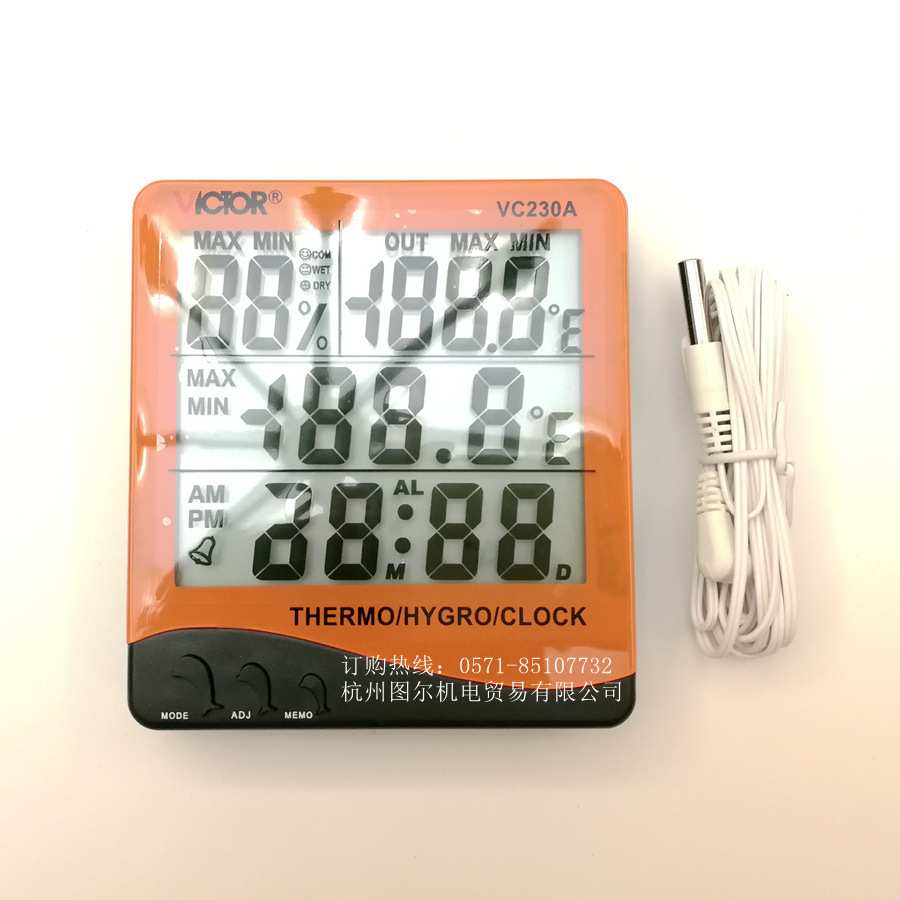 VICTOR®
VC230A
MAX MIN
COM
WET
DRY
88%
OUT MAX MIN
-188.8°E
MAX
MIN
-188.8°E
AM
PM
AL
28:88
M
D
THERMO/HYGRO/CLOCK
订购热线：0571-85107732
杭州图尔机电贸易有限公司
MODE
ADJ
MEMO